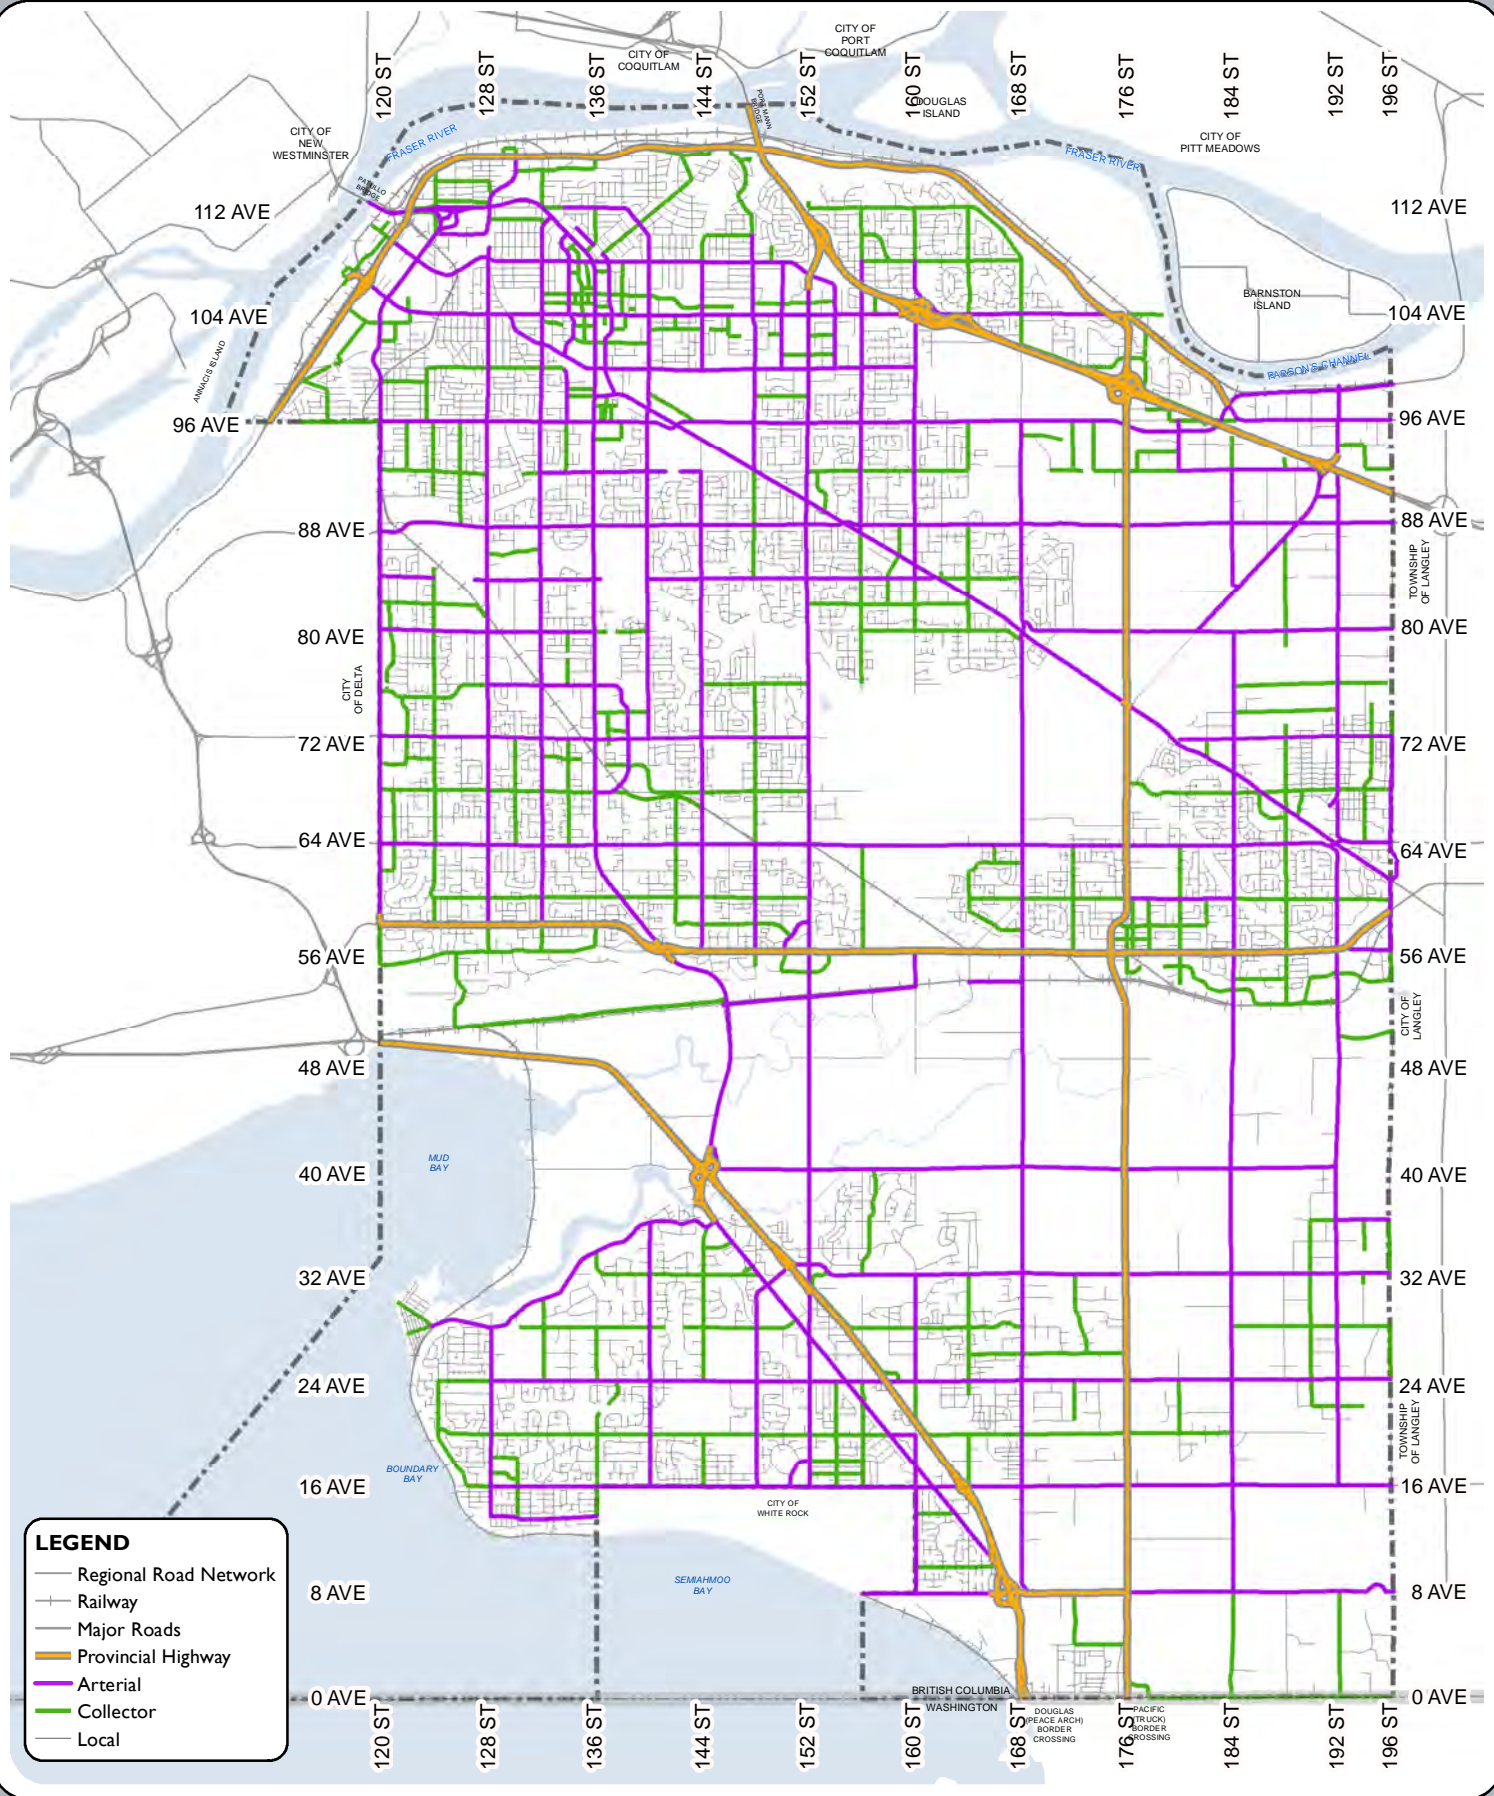 CITY OF
PORT
COQUITLAM
CITY OF
COQUITLAM
120 ST
128 ST
136 ST
144 ST
152 ST
160 ST
168 ST
176 ST
184 ST
192 ST
196 ST
PORT MANN
BRIDGE
DOUGLAS
ISLAND
CITY OF
NEW
WESTMINSTER
FRASER RIVER
FRASER RIVER
CITY OF
PITT MEADOWS
PATULLO
BRIDGE
112 AVE
112 AVE
BARNSTON
ISLAND
104 AVE
104 AVE
ANNACIS ISLAND
PARSON'S CHANNEL
96 AVE
96 AVE
88 AVE
88 AVE
TOWNSHIP
OF LANGLEY
80 AVE
80 AVE
CITY
OF DELTA
72 AVE
72 AVE
64 AVE
64 AVE
56 AVE
56 AVE
CITY OF
LANGLEY
48 AVE
48 AVE
MUD
BAY
40 AVE
40 AVE
32 AVE
32 AVE
24 AVE
24 AVE
TOWNSHIP
OF LANGLEY
BOUNDARY
BAY
16 AVE
16 AVE
CITY OF
WHITE ROCK
SEMIAHMOO
BAY
8 AVE
8 AVE
LEGEND
Regional Road Network
Railway
Major Roads
Provincial Highway
Arterial
Collector
Local
0 AVE
0 AVE
BRITISH COLUMBIA
WASHINGTON
DOUGLAS
(PEACE ARCH)
BORDER
CROSSING
PACIFIC
(TRUCK)
BORDER
CROSSING
120 ST
128 ST
136 ST
144 ST
152 ST
160 ST
168 ST
176 ST
184 ST
192 ST
196 ST